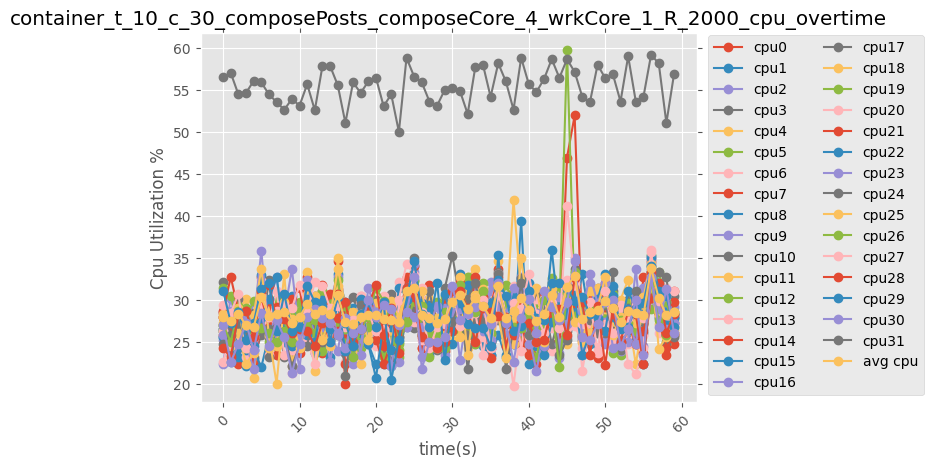 container_t_10_c_30_composePosts_composeCore_4_wrkCore_1_R_2000_cpu_overtime
60
55
50
45
40
35
30
25
20
Cpu Utilization %
0
10
20
30
40
50
60
time(s)
cpu0
cpu1
cpu2
cpu3
cpu4
cpu5
cpu6
cpu7
cpu8
cpu9
cpu10
cpu11
cpu12
cpu13
cpu14
cpu15
cpu16
cpu17
cpu18
cpu19
cpu20
cpu21
cpu22
cpu23
cpu24
cpu25
cpu26
cpu27
cpu28
cpu29
cpu30
cpu31
avg cpu